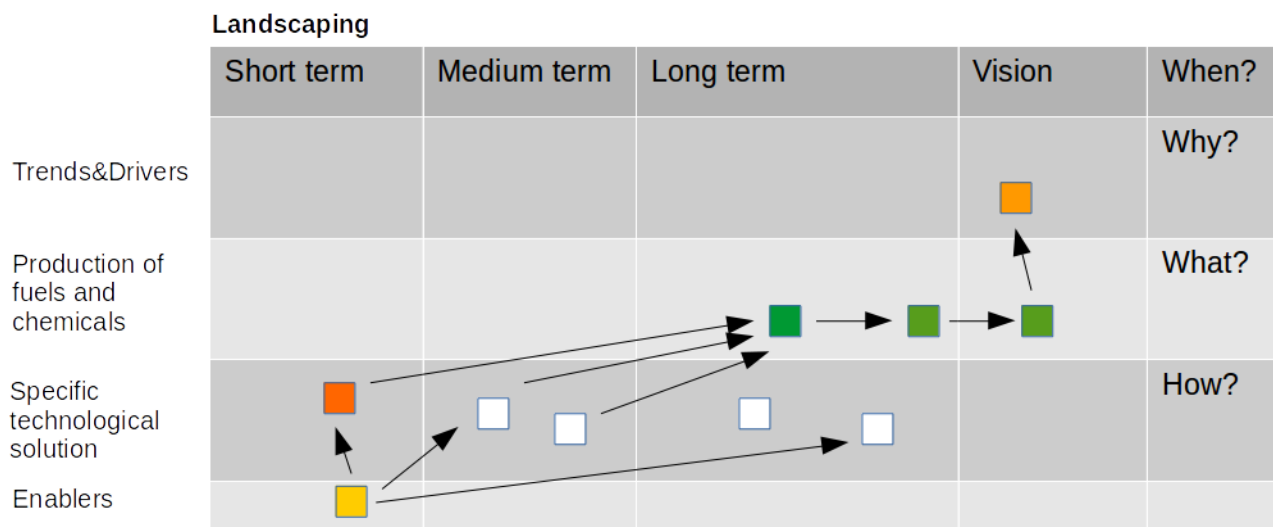 Landscaping
Short term
Medium term
Long term
Vision
When?
Trends&Drivers
Why?
Production of
fuels and
chemicals
What?
Specific
technological
solution
How?
Enablers